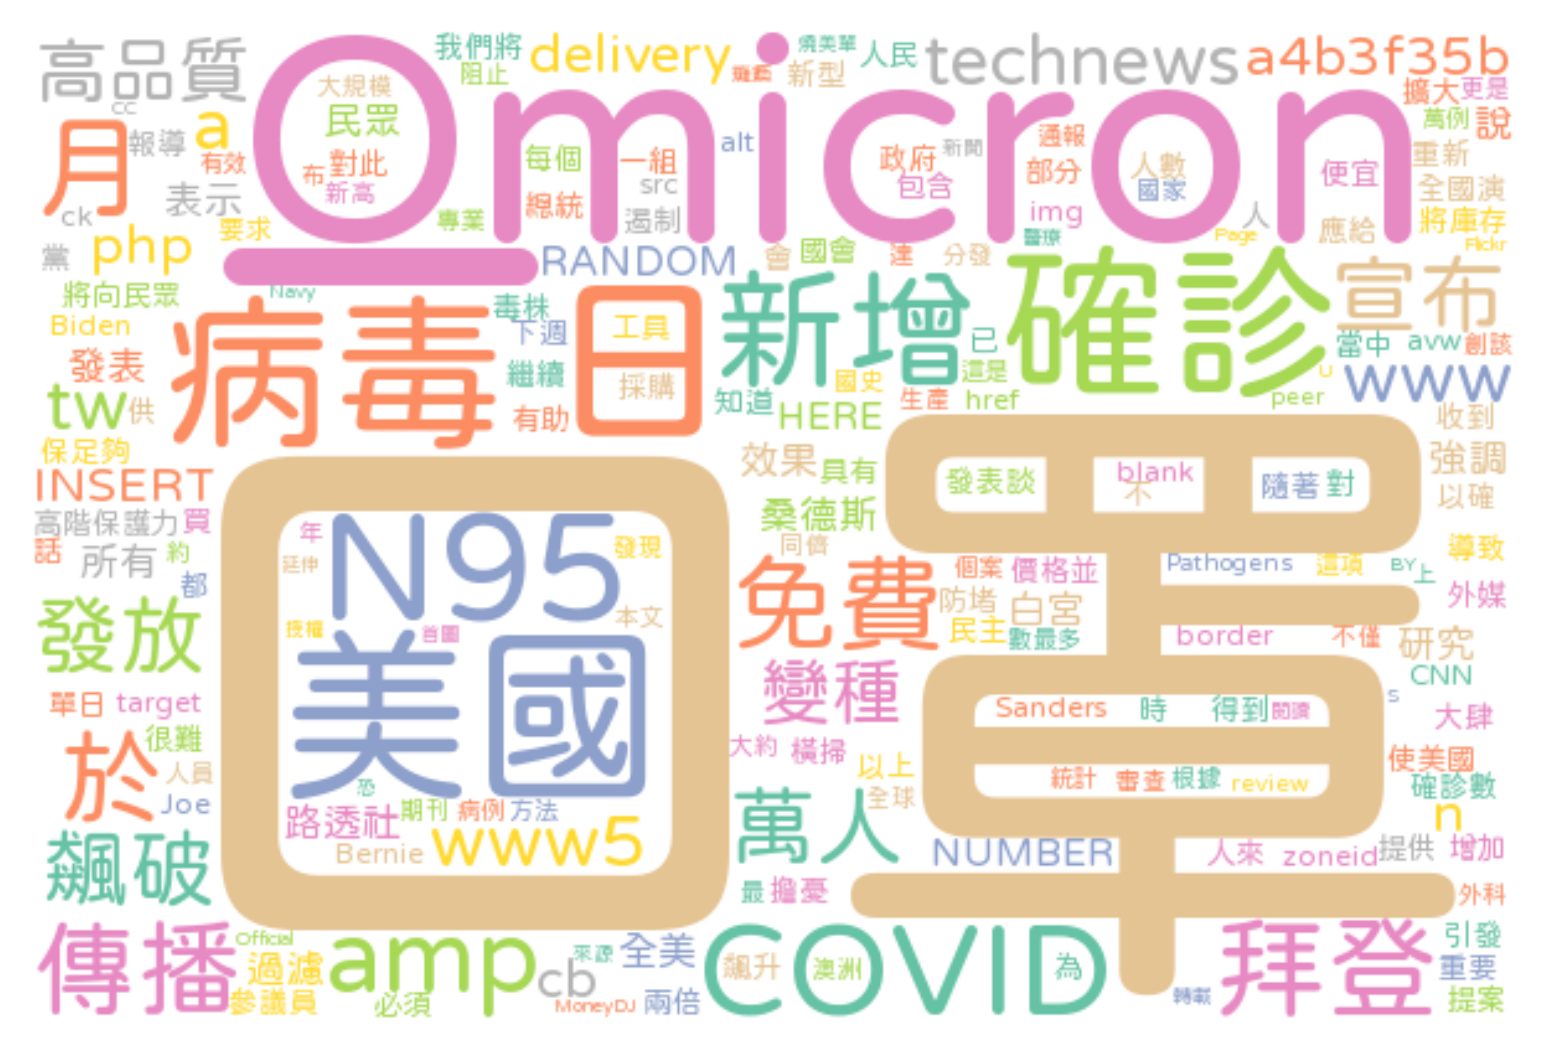 高品質
Omicron
我們將
阻止
delivery
新型
人民
technews
a4b3f35b
擴大
更是
cc
月
報導
a
有效
大規模
民眾
對此
布
新高
每個
一組
alt
src
總統
遏制
政府
新聞
包含
通報
部分
img
人數
國家
便宜
萬例
說
重新
全國演
表示
ck
要求
專業
醫療
人
應給
將庫存
Page
Flickr
黨
php
RANDOM
會
國會
達
分發
將向民眾
Navy
Biden
毒株
下週
工具
日
新增
已
確診
宣布
當中
avw
創該
發表
病毒
繼續
採購
國史
這是
u
www
tw
供
有助
知道
HERE
生產
href
peer
收到
保足夠
口罩
效果
具有
發表談
blank
不
隨著
對
強調
以確
INSERT
高階保護力
買
桑德斯
話
所有
約
年
N95
發現
延伸
同儕
免費
個案
價格並
Pathogens
這項
BY
上
導致
都
發放
本文
防堵
白宮
外媒
授權
首圖
民主
數最多
border
不僅
研究
美國
變種
CNN
單日
target
Sanders
時
得到
閱讀
s
大肆
於
很難
人員
大約
橫掃
以上
使美國
Joe
恐
統計
審查
根據
review
確診數
路透社
期刊
病例
方法
萬人
全球
n
飆破
Bernie
www5
NUMBER
人來
zoneid
提供
增加
最
擔憂
外科
傳播
Official
過濾
amp
cb
來源
全美
COVID
飆升
澳洲
為
拜登
引發
重要
參議員
必須
MoneyDJ
兩倍
轉載
提案